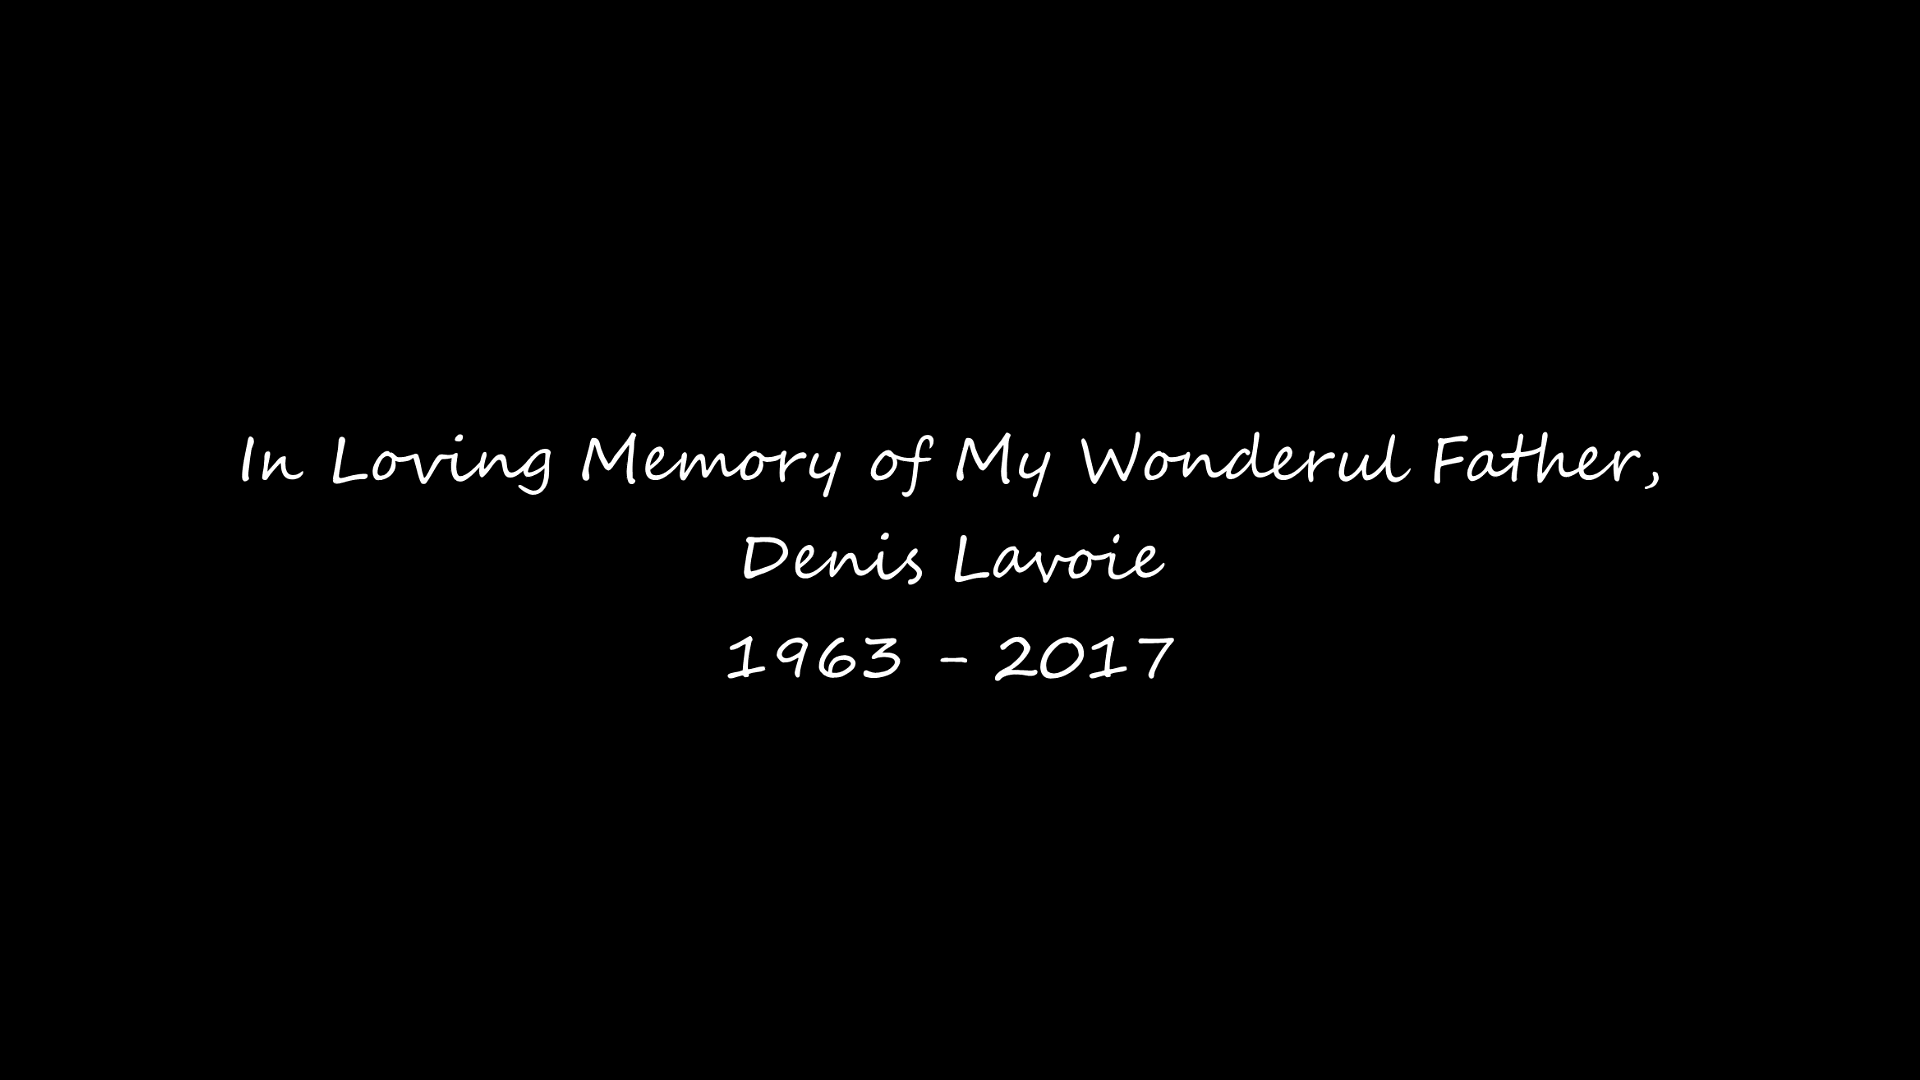 In Loving Memory of My Wonderul Father,
Denis Lavoie
1963 - 2017